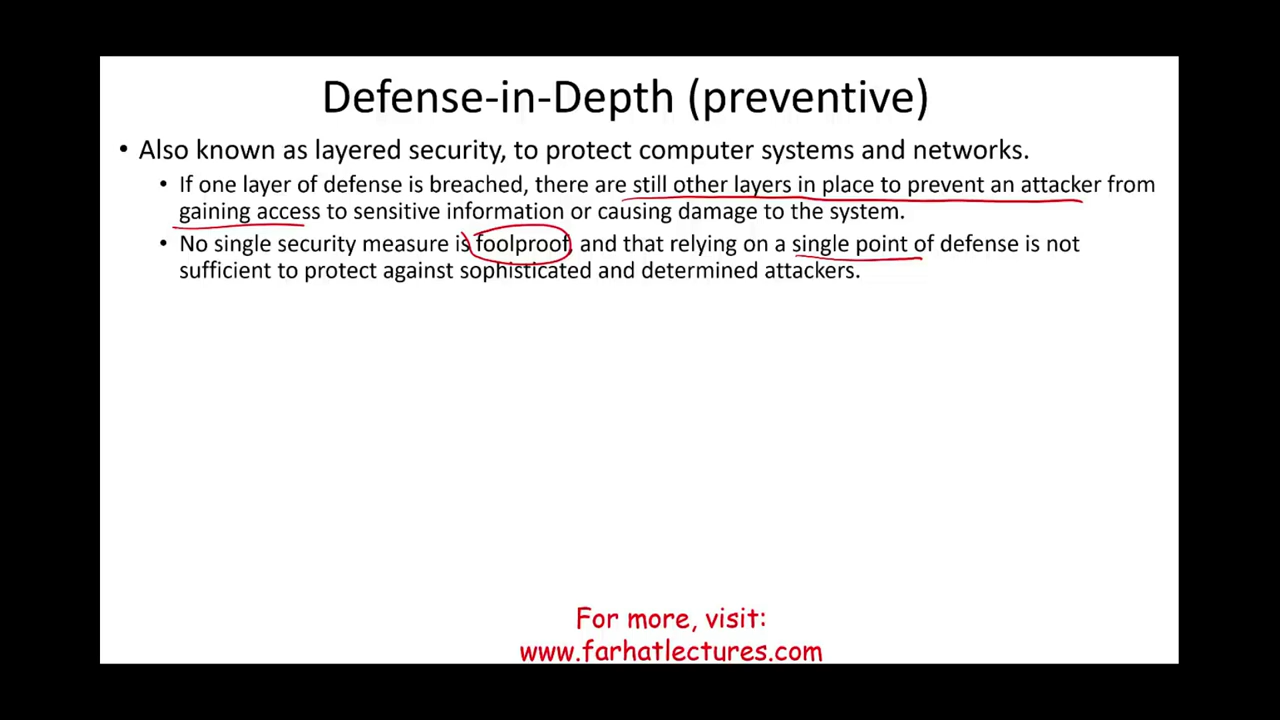 Defense-in-Depth (preventive)
• Also known as layered security, to protect computer systems and networks.
• If one layer of defense is breached, there are still other layers in place to prevent an attacker from
gaining access to sensitive information or causing damage to the system.
• No single security measure is foolproof, and that relying on a single point of defense is not
sufficient to protect against sophisticated and determined attackers.
For more, visit:
www.farhatlectures.com